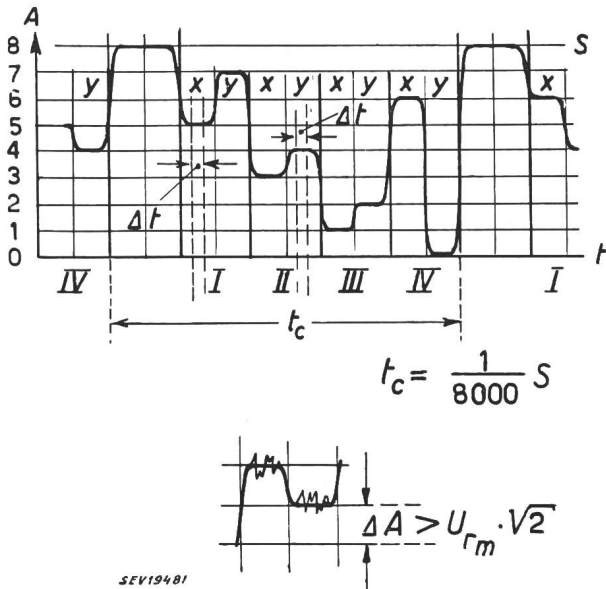 A
8 S
7
6
5
4
3
2
1
0 t
y x y x y x y x y x
Δt
Δt
IV I II III IV I
t_c
t_c = 1/8000 S
ΔA > U_rm · √2
SEV19481